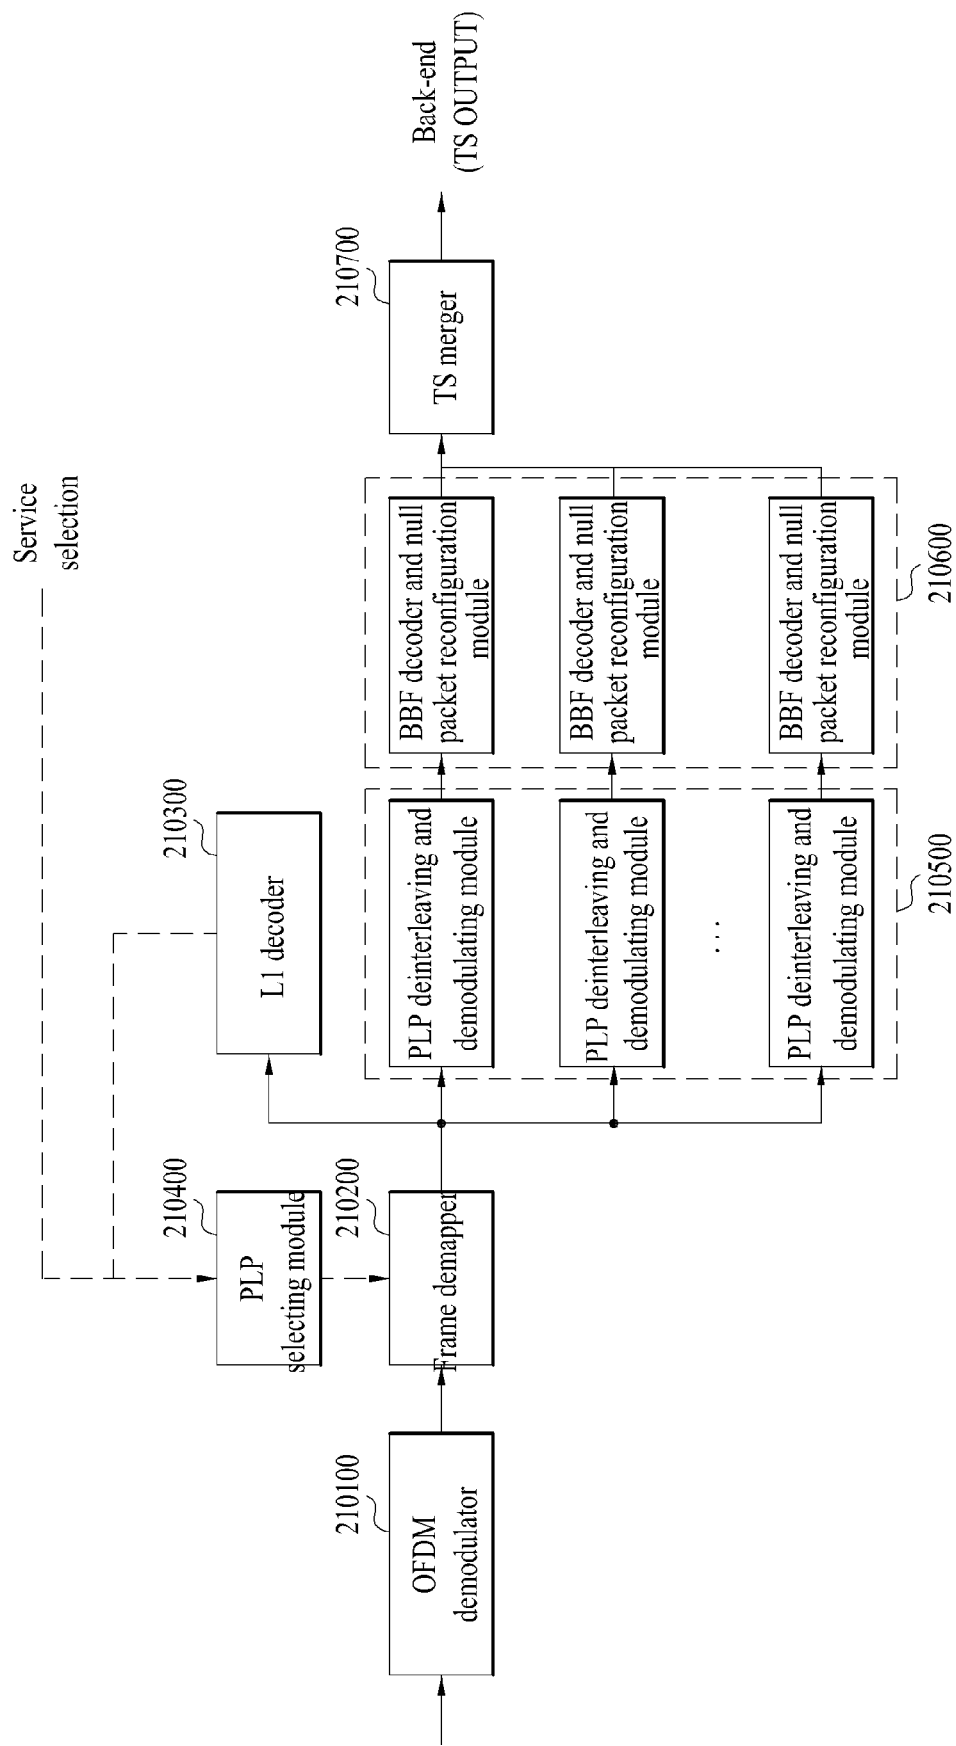 Service
selection
210300
L1 decoder
210400
PLP
selecting module
210100
OFDM
demodulator
210200
Frame demapper
PLP deinterleaving and
demodulating module
PLP deinterleaving and
demodulating module
...
PLP deinterleaving and
demodulating module
210500
BBF decoder and null
packet reconfiguration
module
BBF decoder and null
packet reconfiguration
module
BBF decoder and null
packet reconfiguration
module
210600
210700
TS merger
Back-end
(TS OUTPUT)